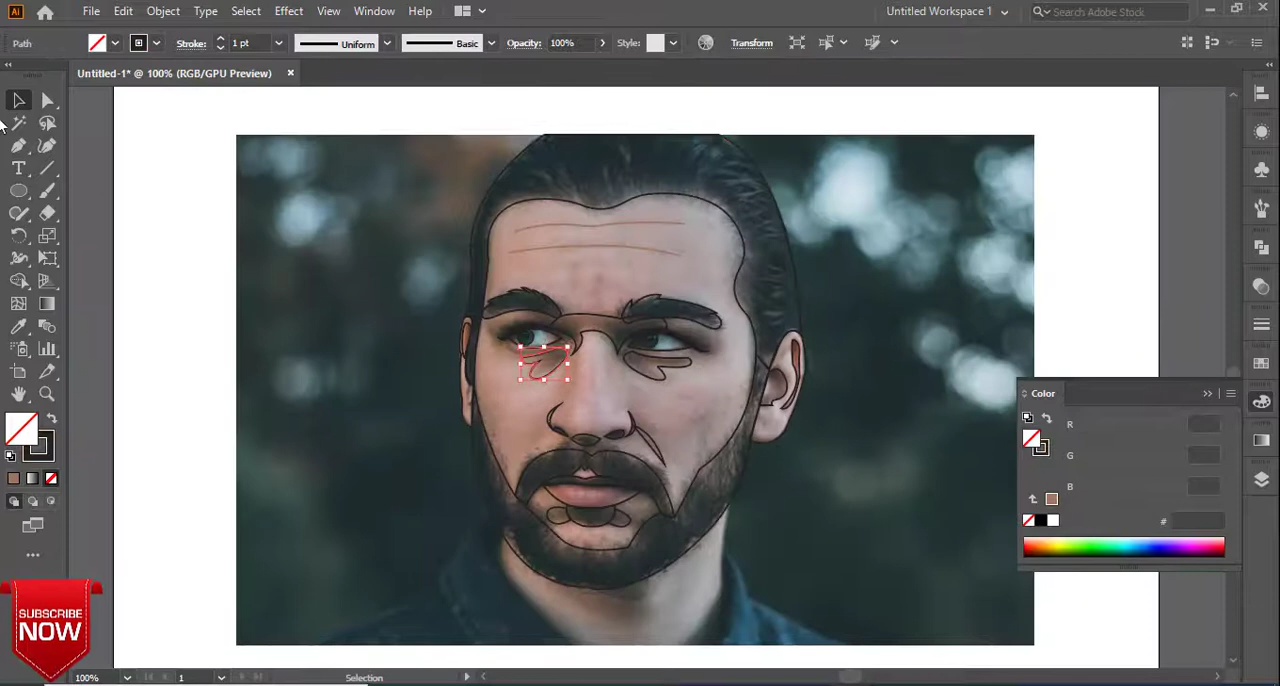 Ai File Edit Object Type Select Effect View Window Help Untitled Workspace 1 Search Adobe Stock
Path Stroke: 1 pt Uniform Basic Opacity: 100% Style: Transform
Untitled-1* @ 100% (RGB/GPU Preview)
Color
R
G
B
#
SUBSCRIBE
NOW
100% 1 Selection